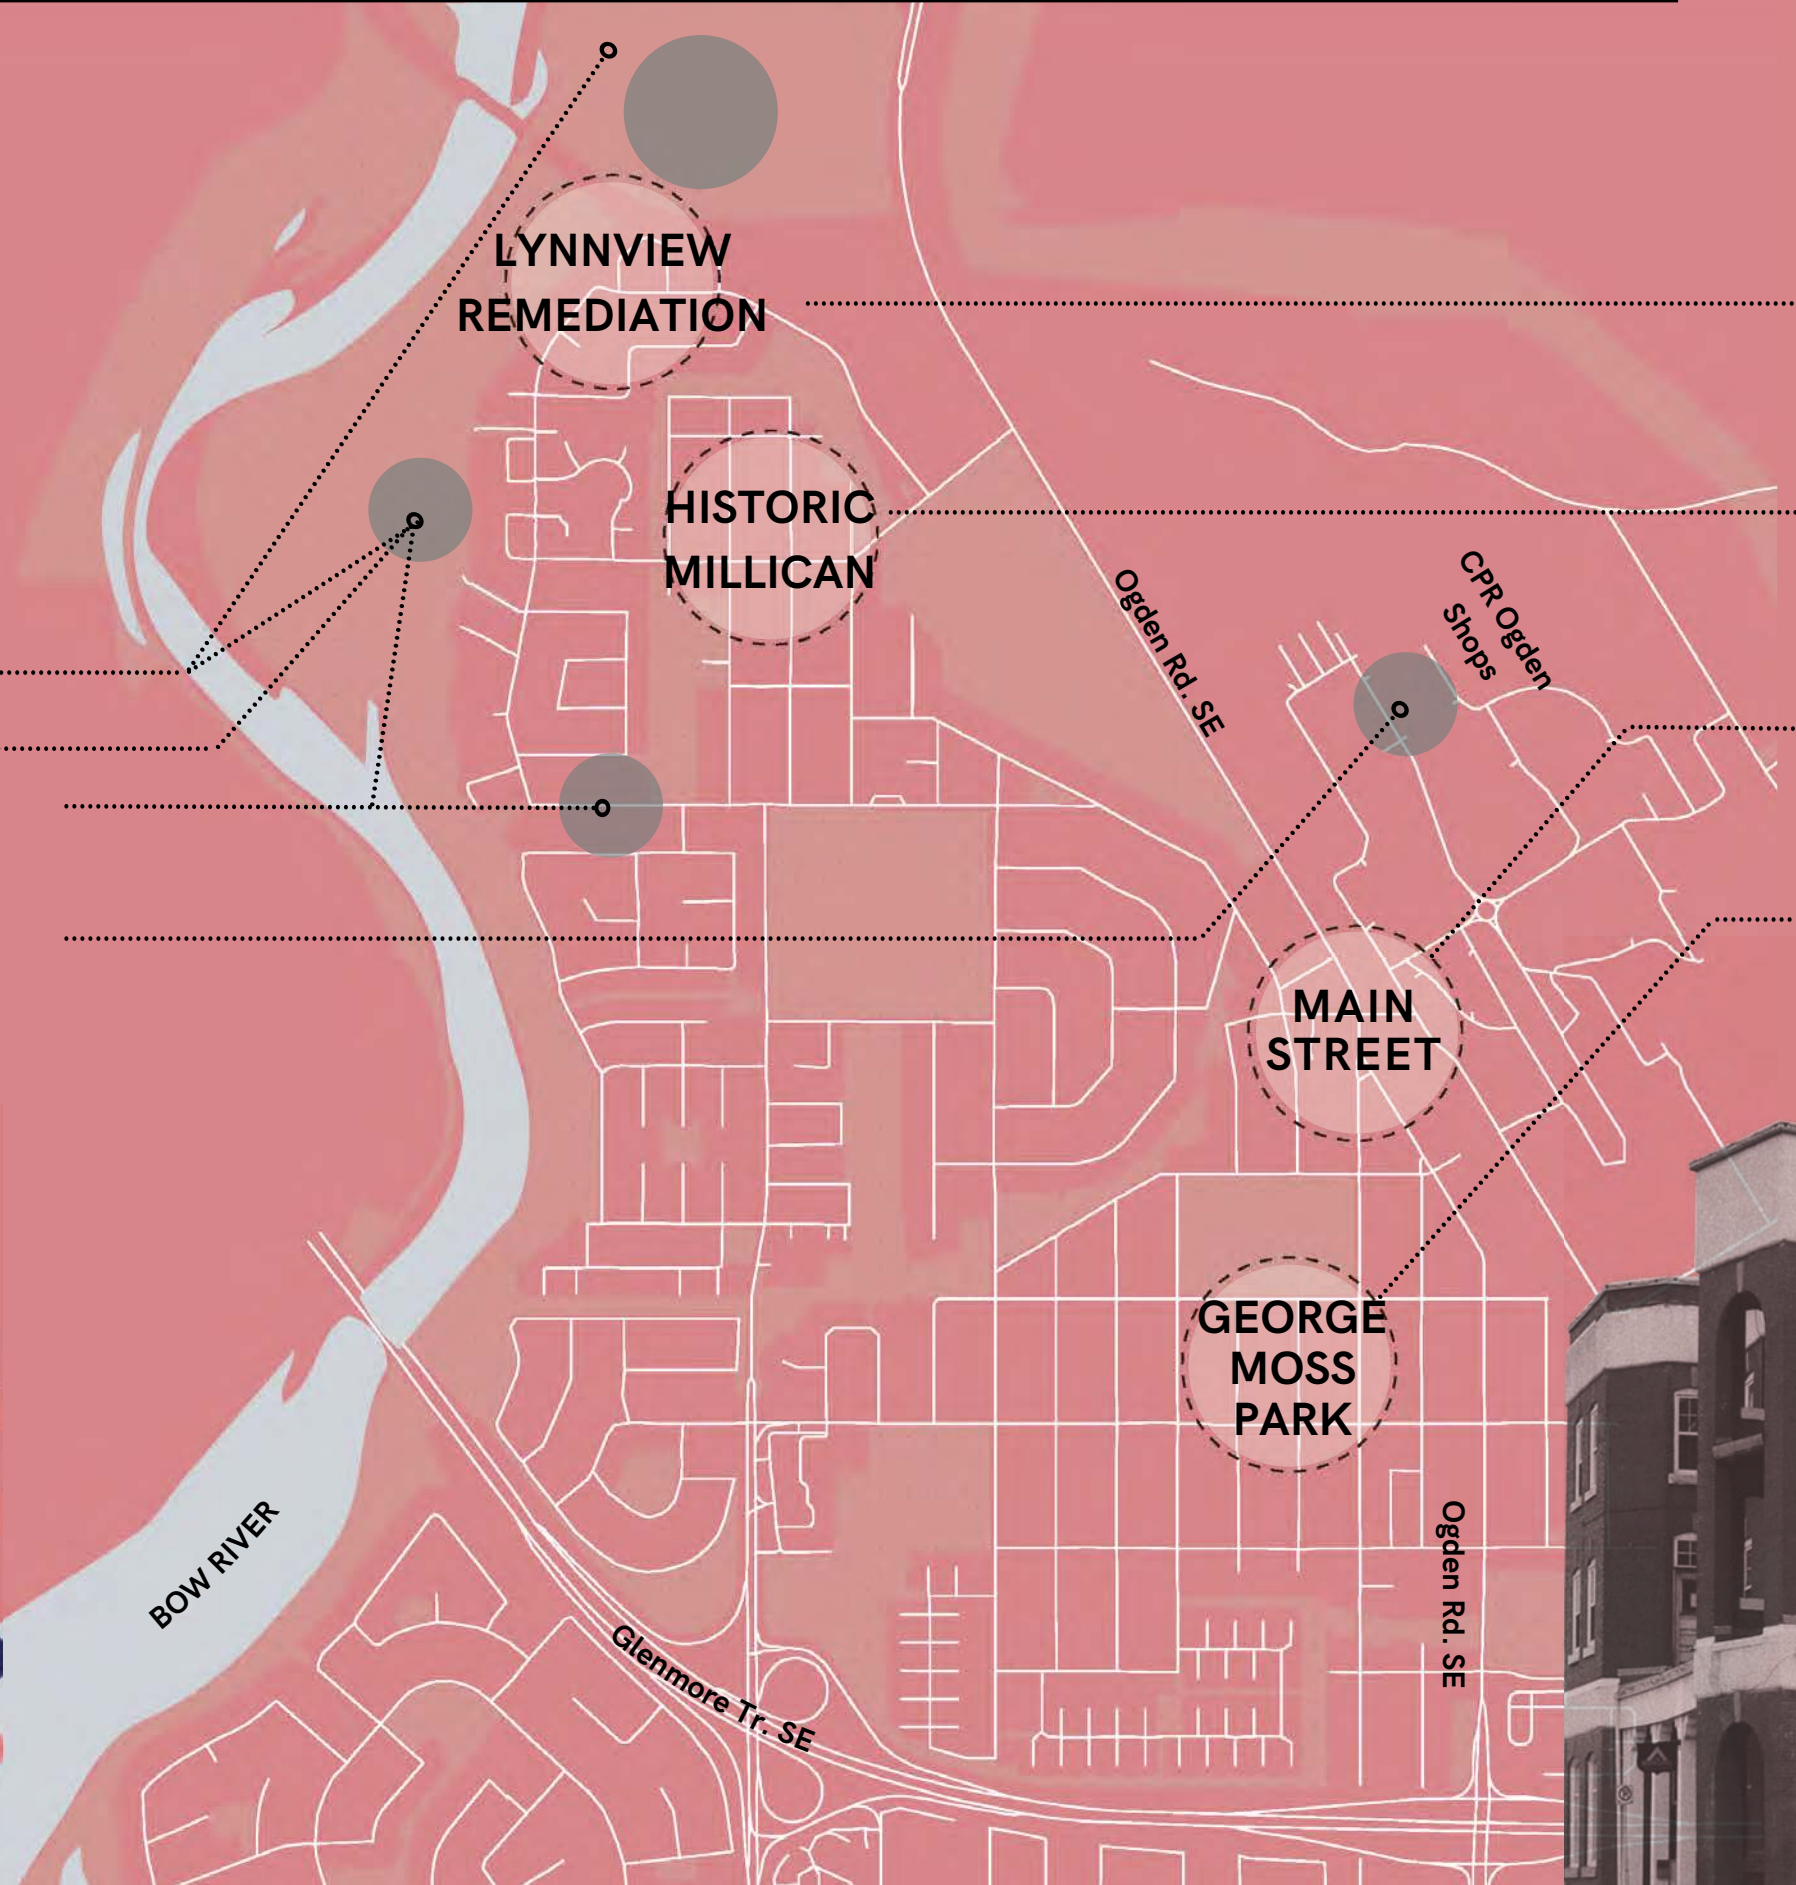 LYNNVIEW
REMEDIATION
HISTORIC
MILLICAN
Ogden Rd. SE
CPR Ogden
Shops
MAIN
STREET
GEORGE
MOSS
PARK
BOW RIVER
Ogden Rd. SE
Glenmore Tr. SE